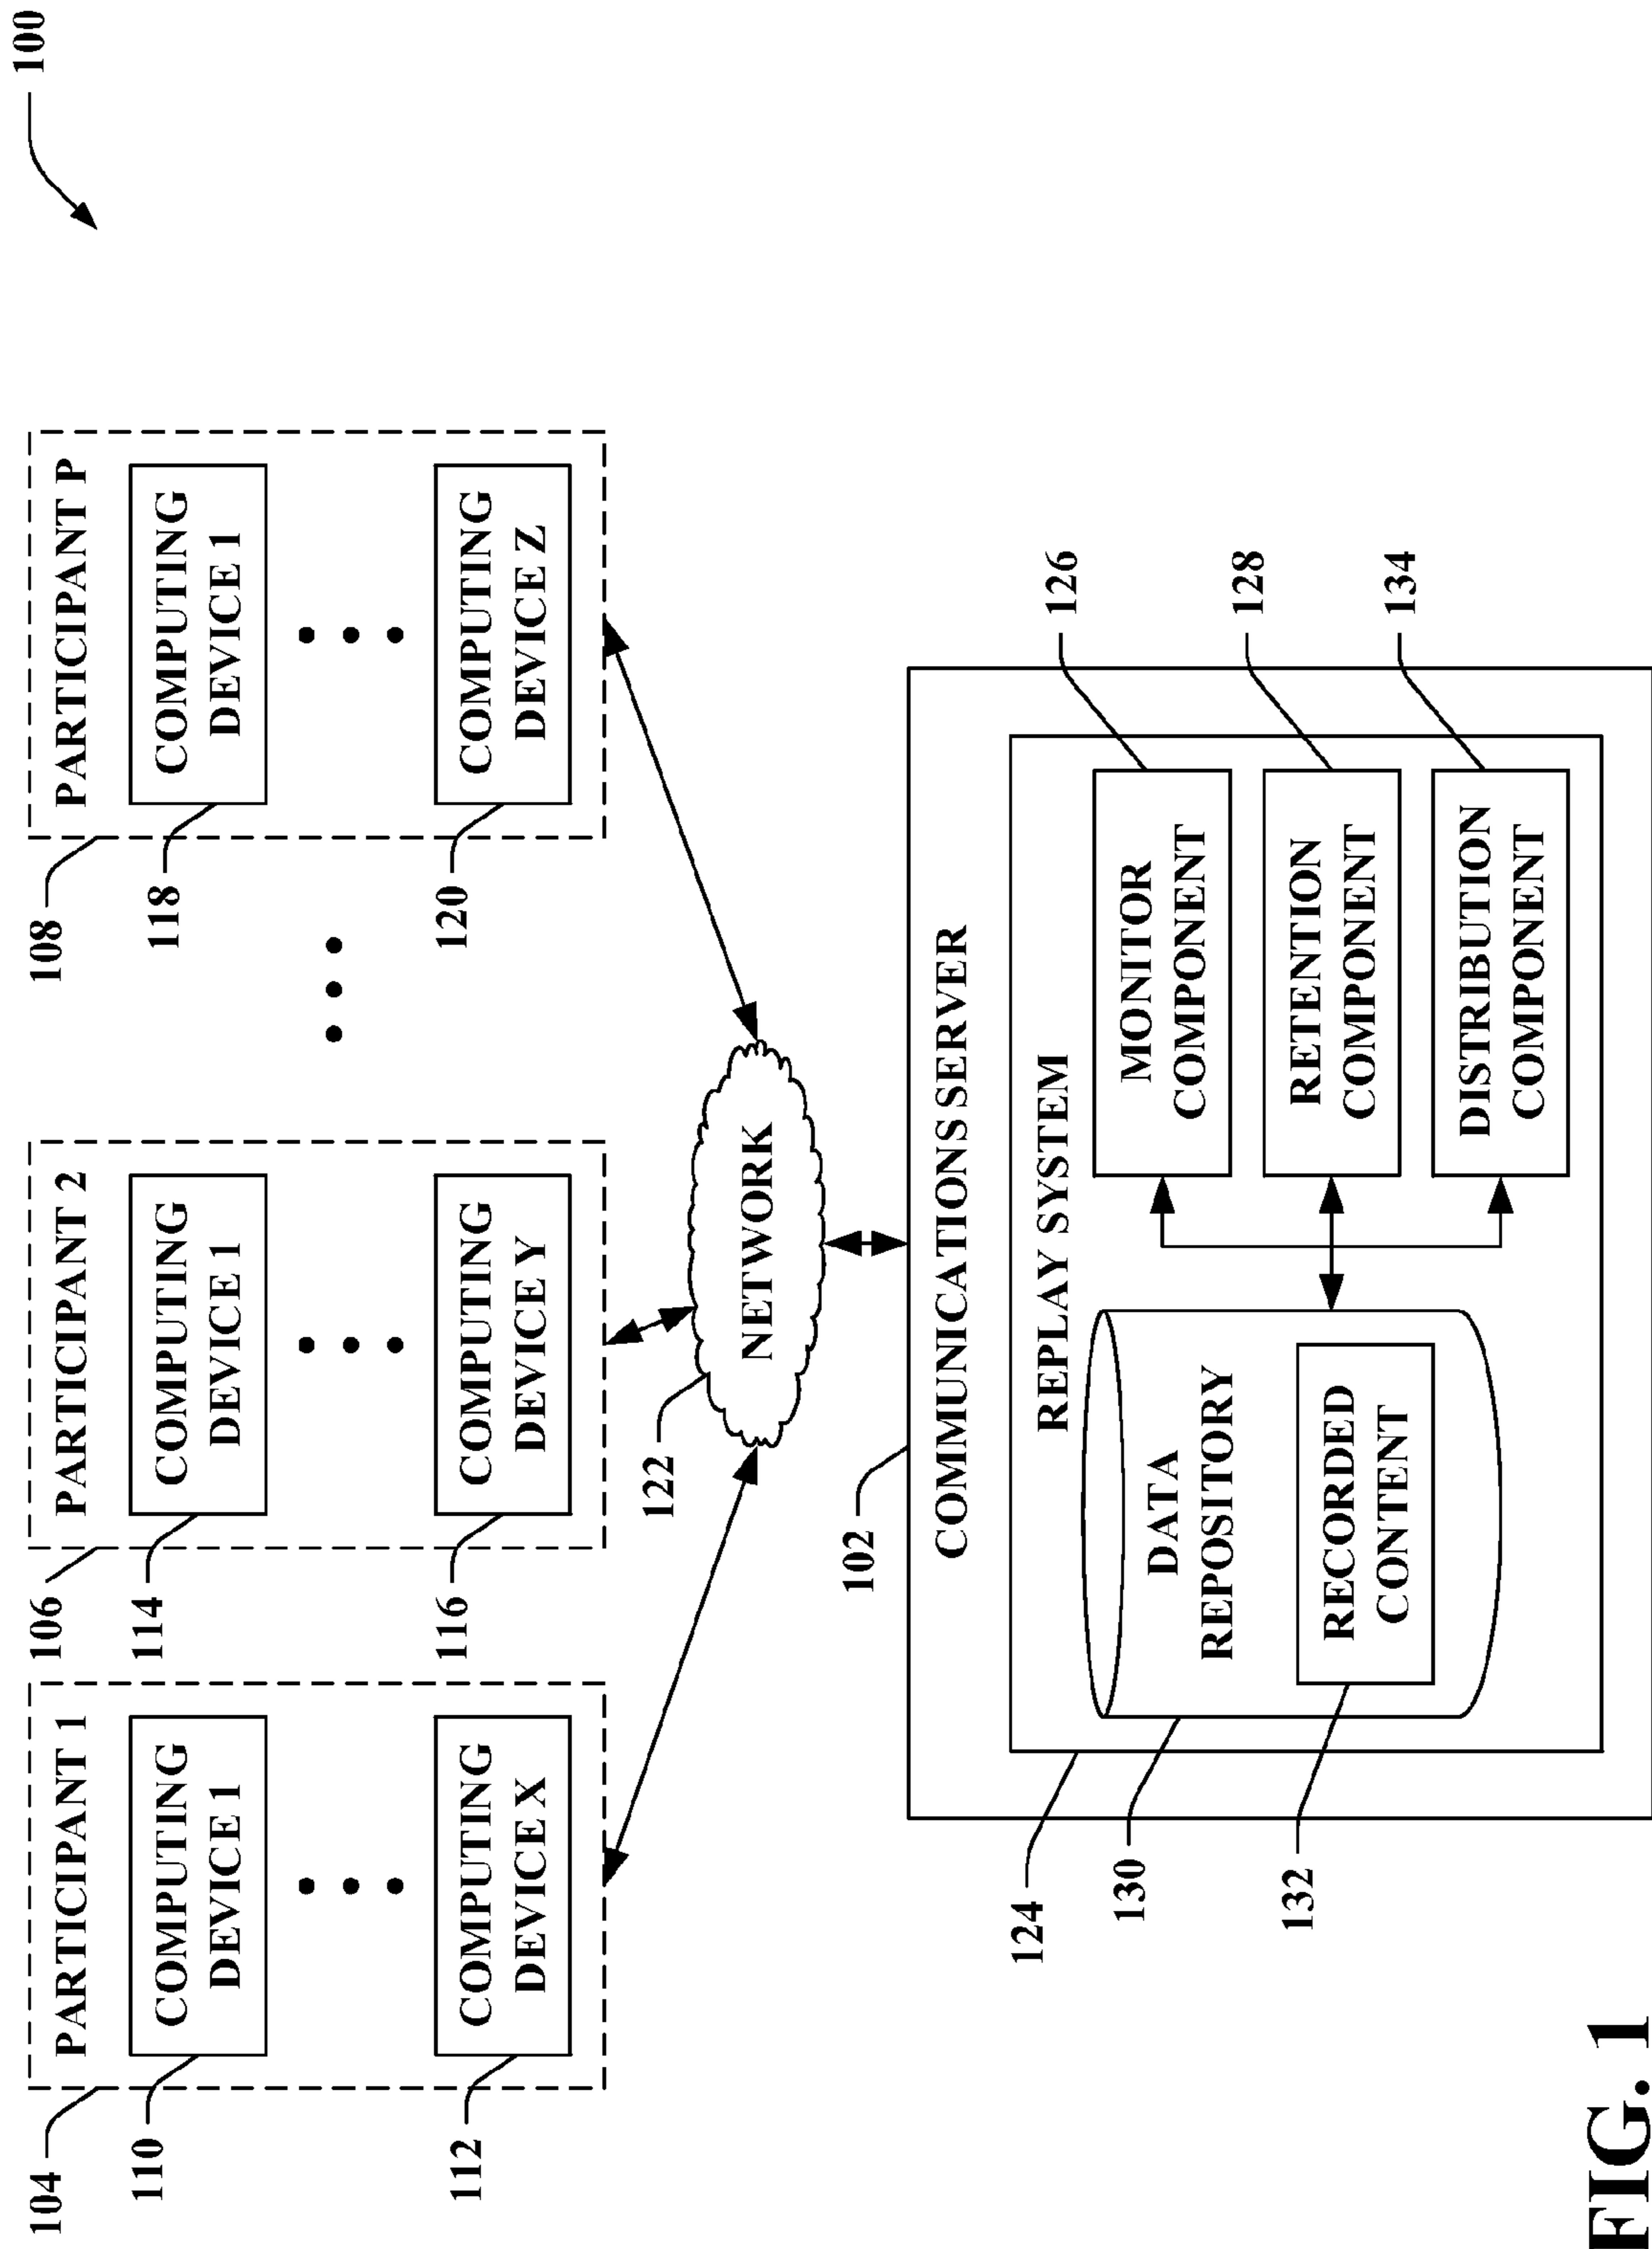 100
PARTICIPANT 1
COMPUTING
DEVICE 1
COMPUTING
DEVICE X
104
110
112
PARTICIPANT 2
COMPUTING
DEVICE 1
COMPUTING
DEVICE Y
106
114
116
PARTICIPANT P
COMPUTING
DEVICE 1
COMPUTING
DEVICE Z
108
118
120
122
NETWORK
102
COMMUNICATIONS SERVER
REPLAY SYSTEM
124
DATA
REPOSITORY
130
RECORDED
CONTENT
132
MONITOR
COMPONENT
126
RETENTION
COMPONENT
128
DISTRIBUTION
COMPONENT
134
FIG. 1